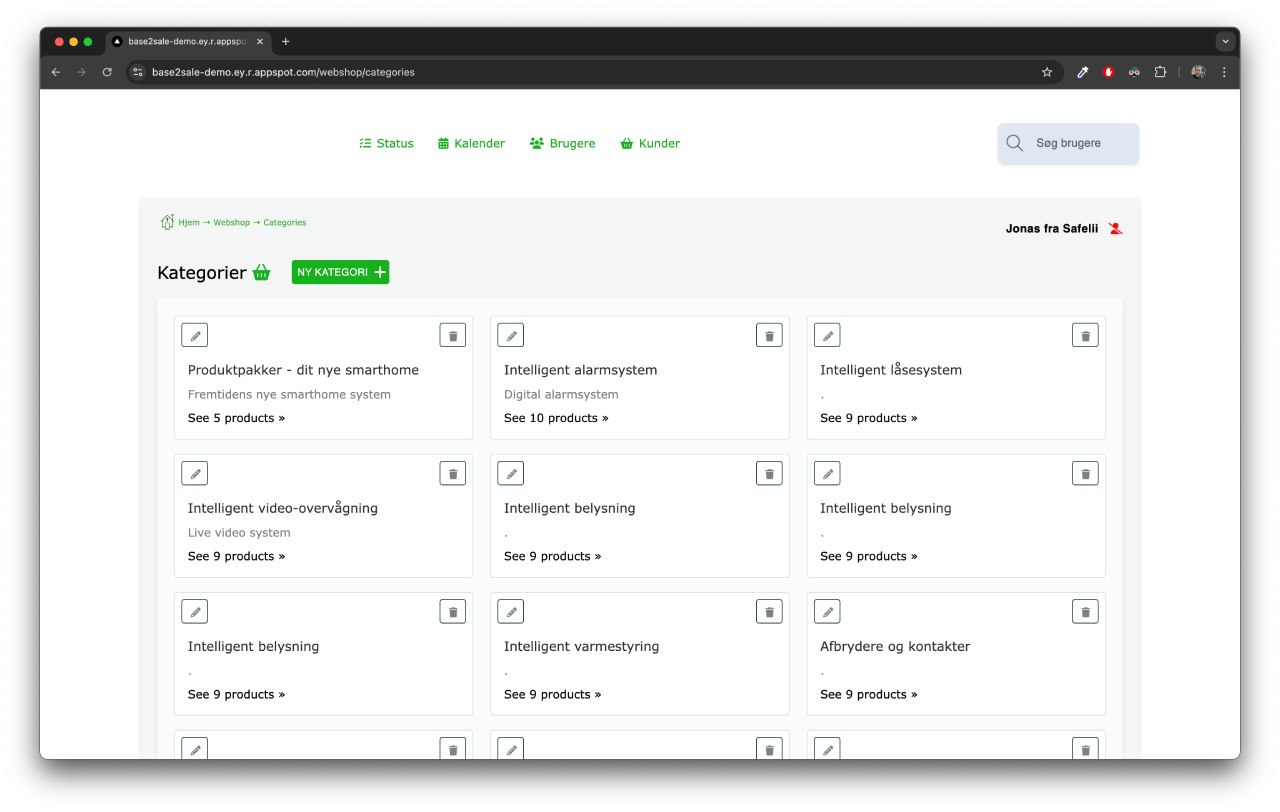 base2sale-demo.ey.r.appspo
base2sale-demo.ey.r.appspot.com/webshop/categories
Status Kalender Brugere Kunder Søg brugere
Hjem → Webshop → Categories
Jonas fra Safelii
Kategorier NY KATEGORI
Produktpakker - dit nye smarthome
Fremtidens nye smarthome system
See 5 products »
Intelligent alarmsystem
Digital alarmsystem
See 10 products »
Intelligent låsesystem
.
See 9 products »
Intelligent video-overvågning
Live video system
See 9 products »
Intelligent belysning
.
See 9 products »
Intelligent belysning
.
See 9 products »
Intelligent belysning
.
See 9 products »
Intelligent varmestyring
.
See 9 products »
Afbrydere og kontakter
.
See 9 products »